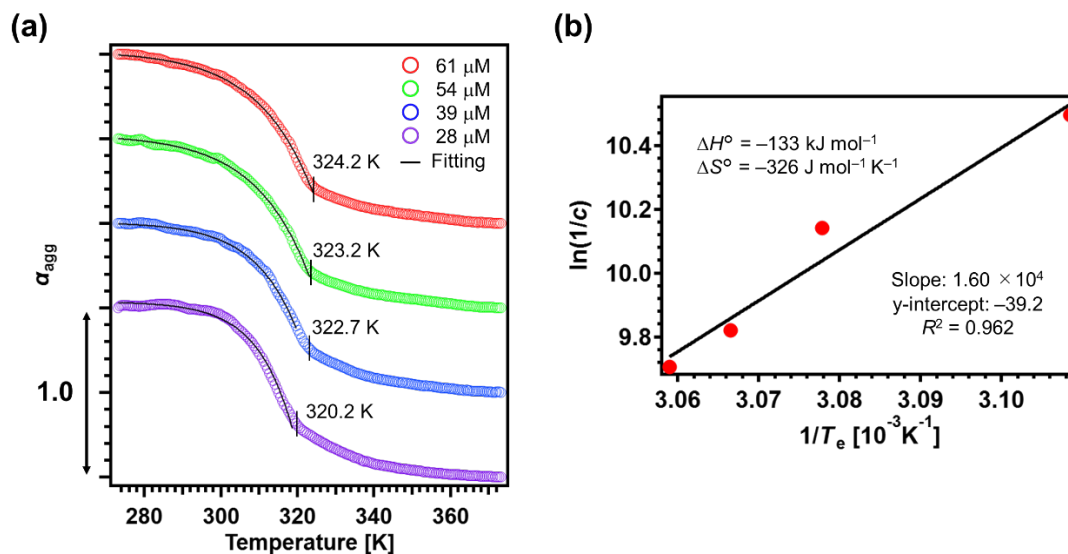 (a)
61 μM
54 μM
39 μM
28 μM
Fitting
324.2 K
323.2 K
322.7 K
320.2 K
αagg
1.0
280 300 320 340 360
Temperature [K]
(b)
ΔH° = –133 kJ mol⁻¹
ΔS° = –326 J mol⁻¹ K⁻¹
10.4
10.2
10.0
9.8
ln(1/c)
Slope: 1.60 × 10⁴
y-intercept: –39.2
R² = 0.962
3.06 3.07 3.08 3.09 3.10
1/Te [10⁻³K⁻¹]